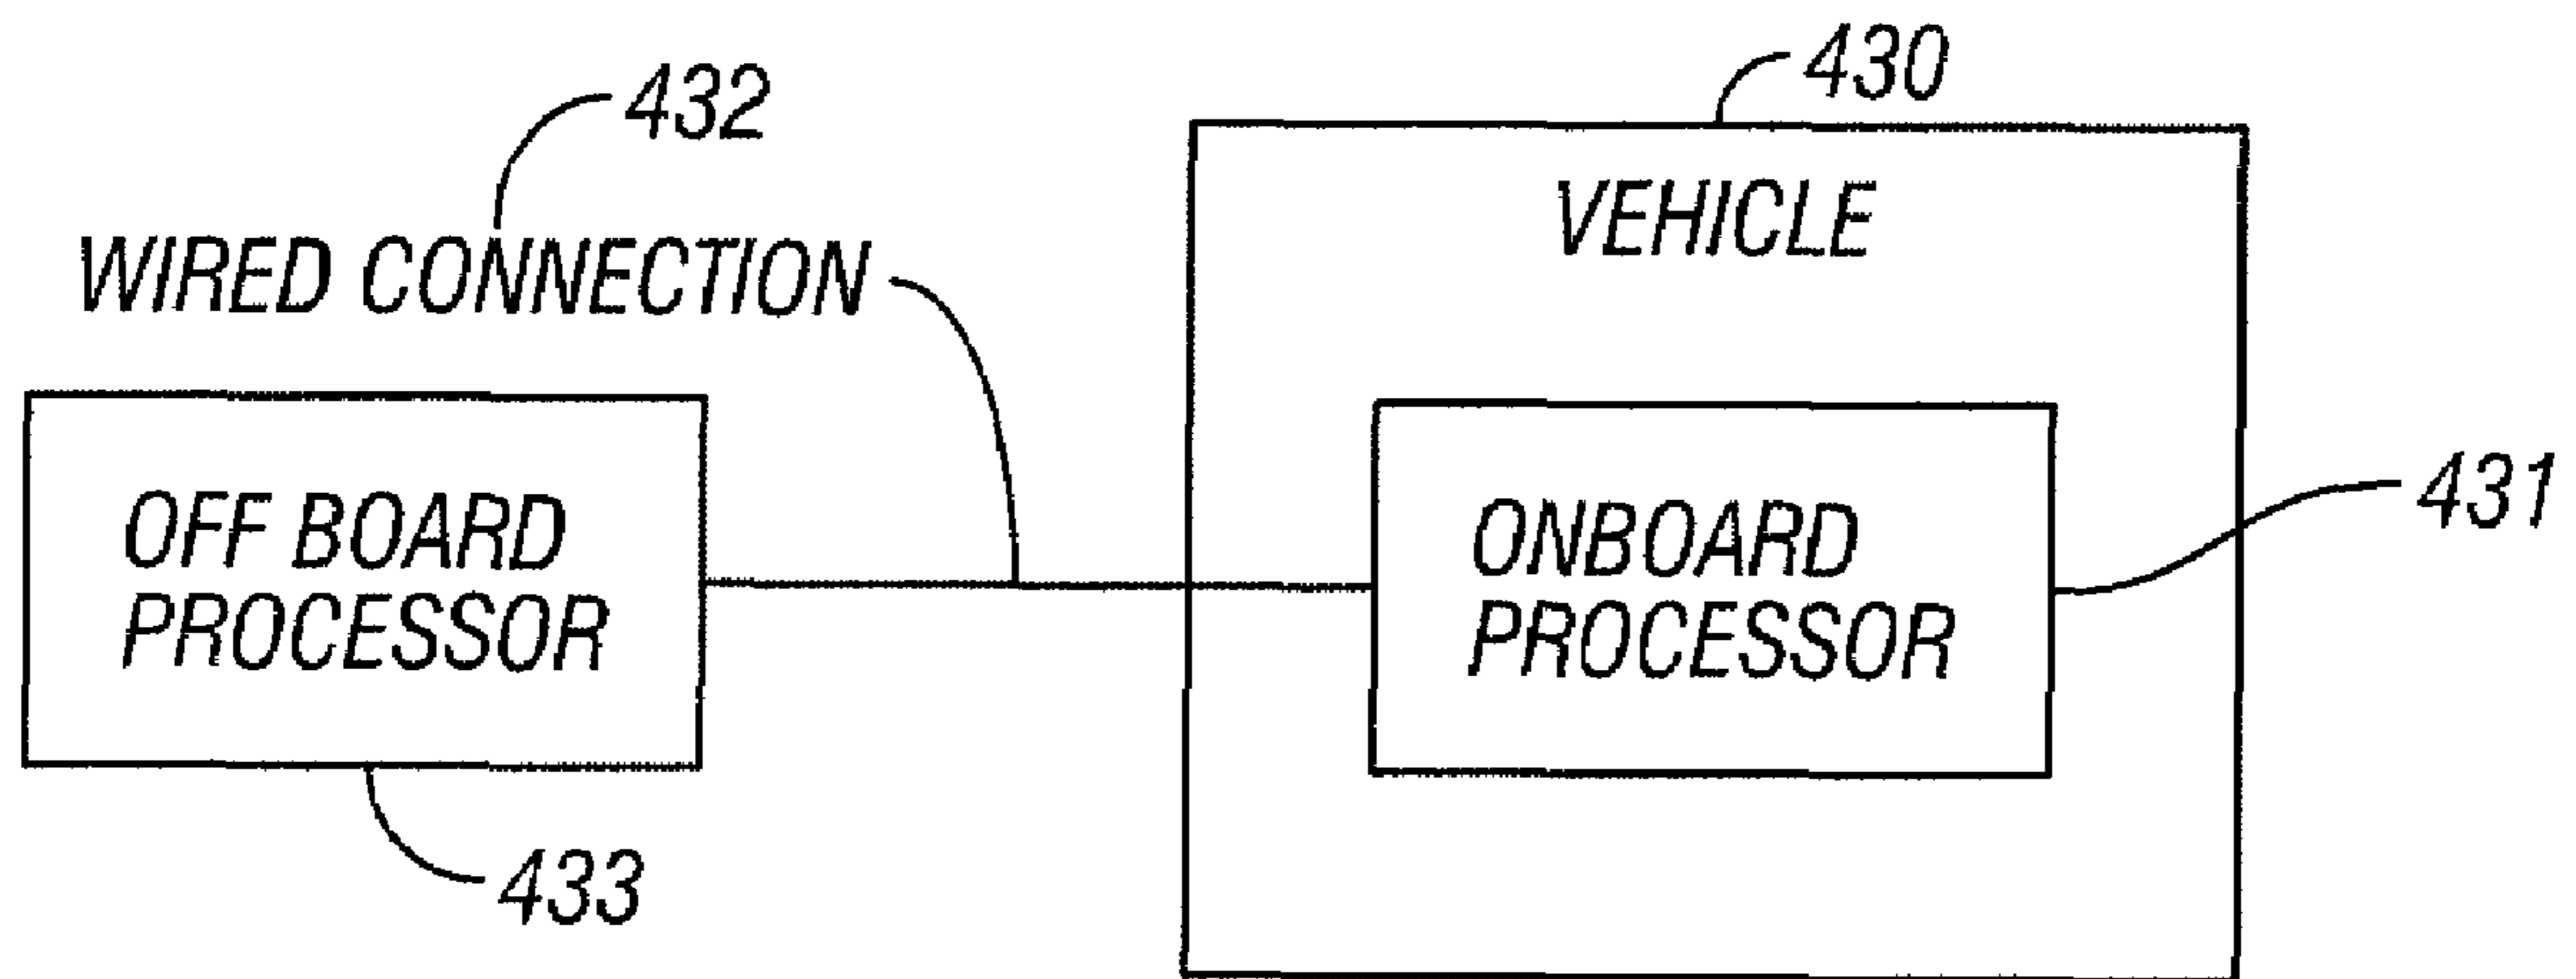 432
430
WIRED CONNECTION
VEHICLE
OFF BOARD
PROCESSOR
ONBOARD
PROCESSOR
431
433